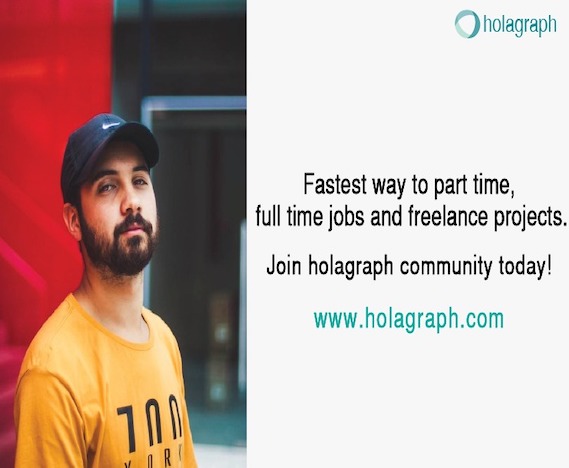 holagraph
Fastest way to part time,
full time jobs and freelance projects.
Join holagraph community today!
www.holagraph.com
YORK